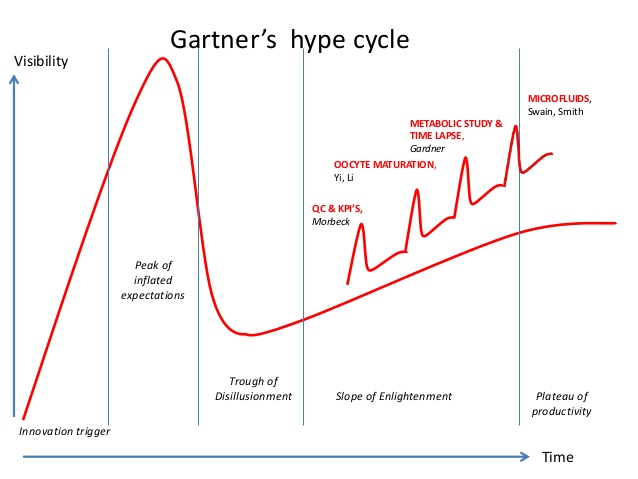 Gartner's  hype cycle
Visibility
MICROFLUIDS,
Swain, Smith
METABOLIC STUDY &
TIME LAPSE,
Gardner
OOCYTE MATURATION,
Yi, Li
QC & KPI'S,
Morbeck
Peak of
inflated
expectations
Trough of
Disillusionment
Slope of Enlightenment
Plateau of
productivity
Innovation trigger
Time